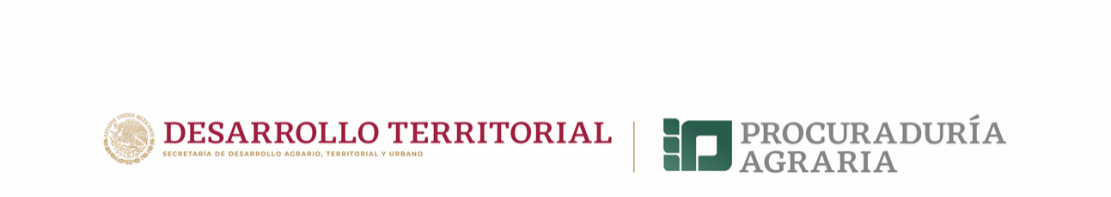 DESARROLLO TERRITORIAL
SECRETARÍA DE DESARROLLO AGRARIO, TERRITORIAL Y URBANO
PROCURADURÍA
AGRARIA